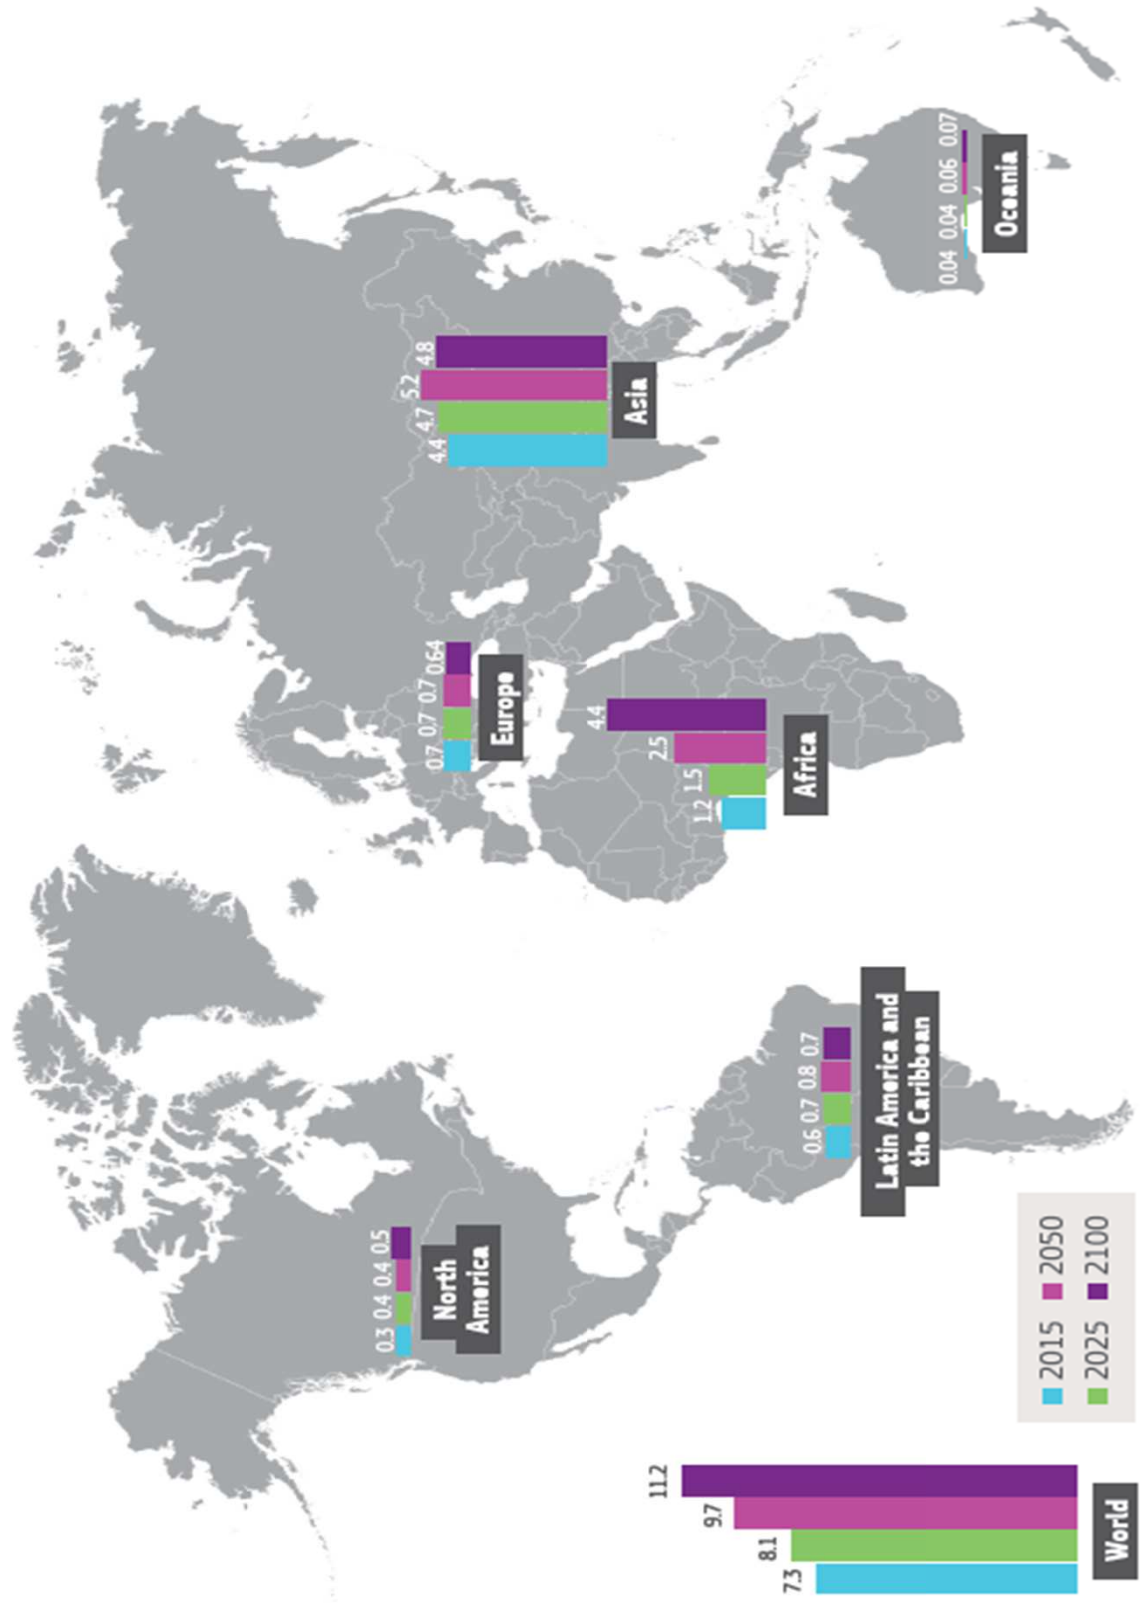 0.3 0.4 0.4 0.5
North
America
0.7 0.7 0.7 0.64
Europe
4.4 4.7 5.2 4.8
Asia
1.2 1.5 2.5 4.4
Africa
0.6 0.7 0.8 0.7
Latin America and
the Caribbean
0.04 0.04 0.06 0.07
Oceania
7.3 8.1 9.7 11.2
World
2015 2050
2025 2100